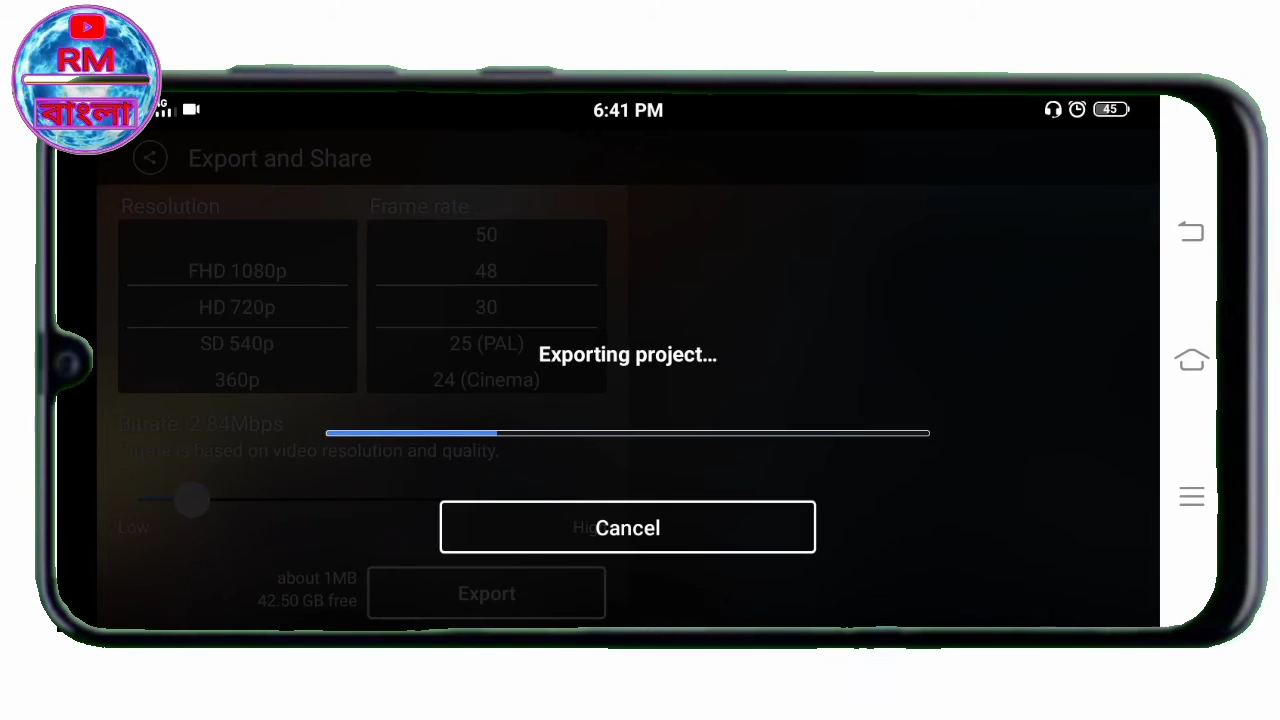 RM
বাংলা
4G
6:41 PM
45
Export and Share
Resolution
Frame rate
50
FHD 1080p
48
HD 720p
30
SD 540p
25 (PAL)
360p
24 (Cinema)
Exporting project...
Bitrate: 2.84Mbps
Bitrate is based on video resolution and quality.
Low
High
Cancel
about 1MB
42.50 GB free
Export